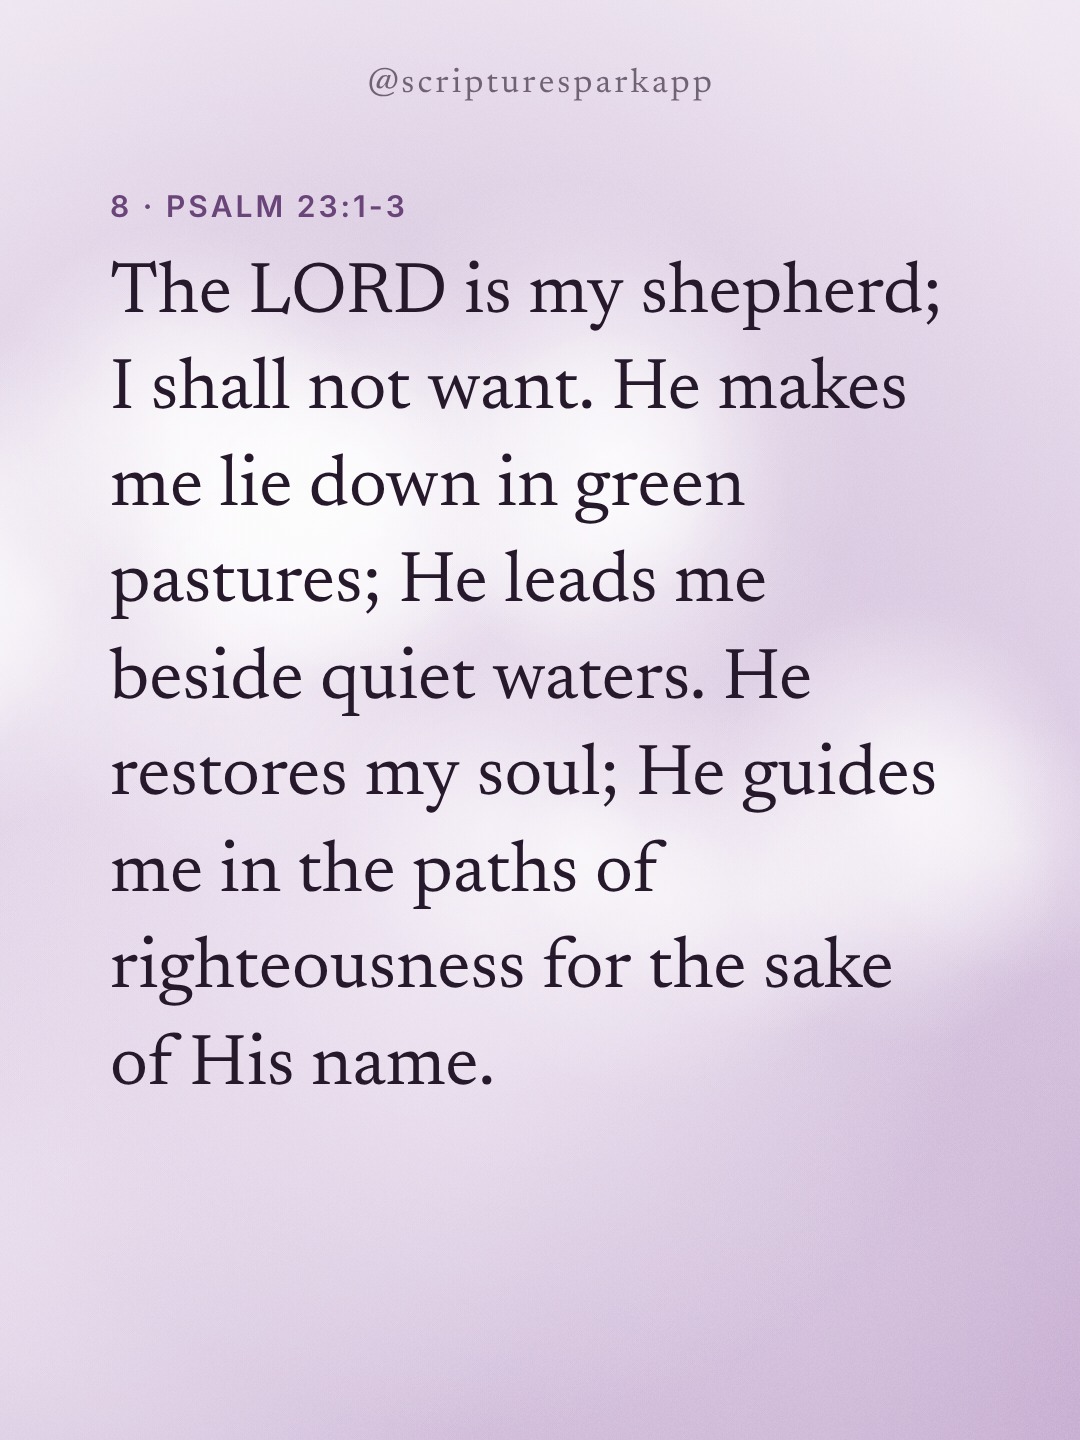 @scripturesparkapp
8 · PSALM 23:1-3
The LORD is my shepherd;
I shall not want. He makes
me lie down in green
pastures; He leads me
beside quiet waters. He
restores my soul; He guides
me in the paths of
righteousness for the sake
of His name.